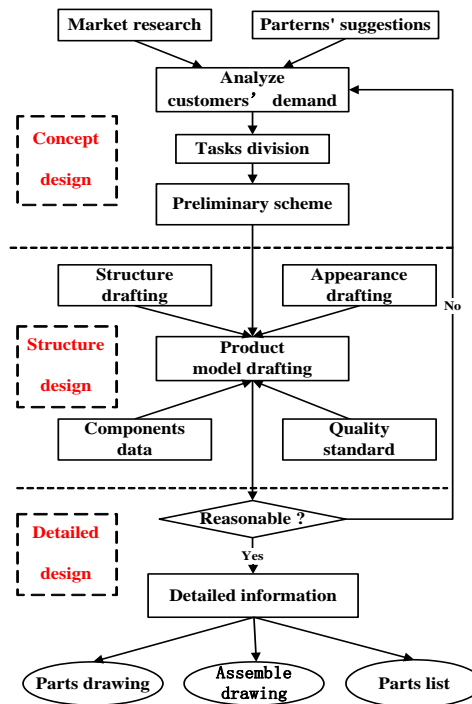 Market research
Parterns' suggestions
Analyze
customers’ demand
Concept
design
Tasks division
Preliminary scheme
Structure
drafting
Appearance
drafting
No
Structure
design
Product
model drafting
Components
data
Quality
standard
Detailed
design
Reasonable ?
Yes
Detailed information
Parts drawing
Assemble
drawing
Parts list